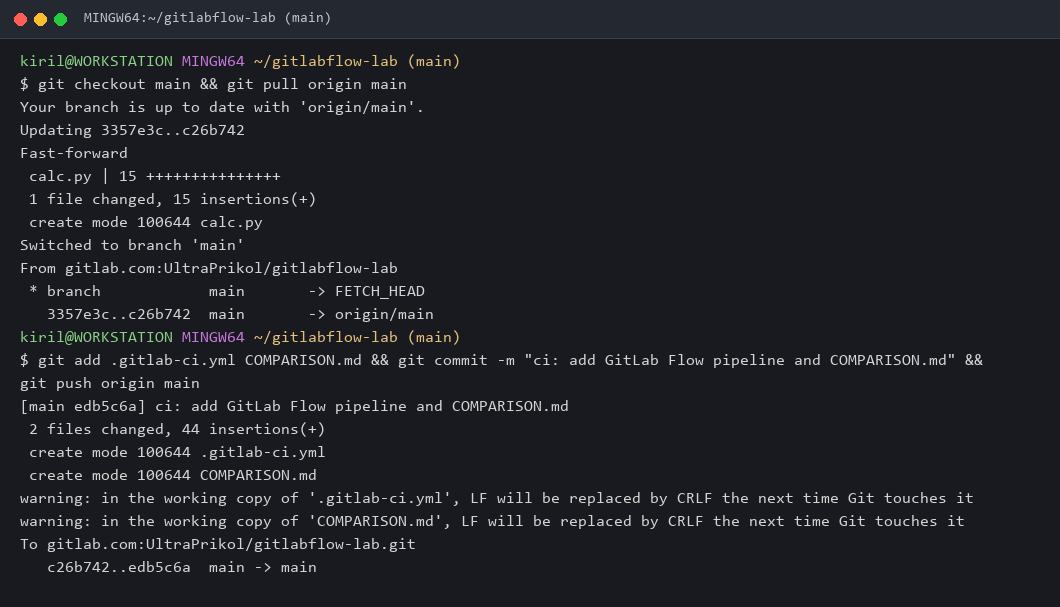 MINGW64:~/gitlabflow-lab (main)
kiril@WORKSTATION MINGW64 ~/gitlabflow-lab (main)
$ git checkout main && git pull origin main
Your branch is up to date with 'origin/main'.
Updating 3357e3c..c26b742
Fast-forward
 calc.py | 15 +++++++++++++++
 1 file changed, 15 insertions(+)
 create mode 100644 calc.py
Switched to branch 'main'
From gitlab.com:UltraPrikol/gitlabflow-lab
 * branch            main       -> FETCH_HEAD
   3357e3c..c26b742  main       -> origin/main
kiril@WORKSTATION MINGW64 ~/gitlabflow-lab (main)
$ git add .gitlab-ci.yml COMPARISON.md && git commit -m "ci: add GitLab Flow pipeline and COMPARISON.md" &&
git push origin main
[main edb5c6a] ci: add GitLab Flow pipeline and COMPARISON.md
 2 files changed, 44 insertions(+)
 create mode 100644 .gitlab-ci.yml
 create mode 100644 COMPARISON.md
warning: in the working copy of '.gitlab-ci.yml', LF will be replaced by CRLF the next time Git touches it
warning: in the working copy of 'COMPARISON.md', LF will be replaced by CRLF the next time Git touches it
To gitlab.com:UltraPrikol/gitlabflow-lab.git
   c26b742..edb5c6a  main -> main